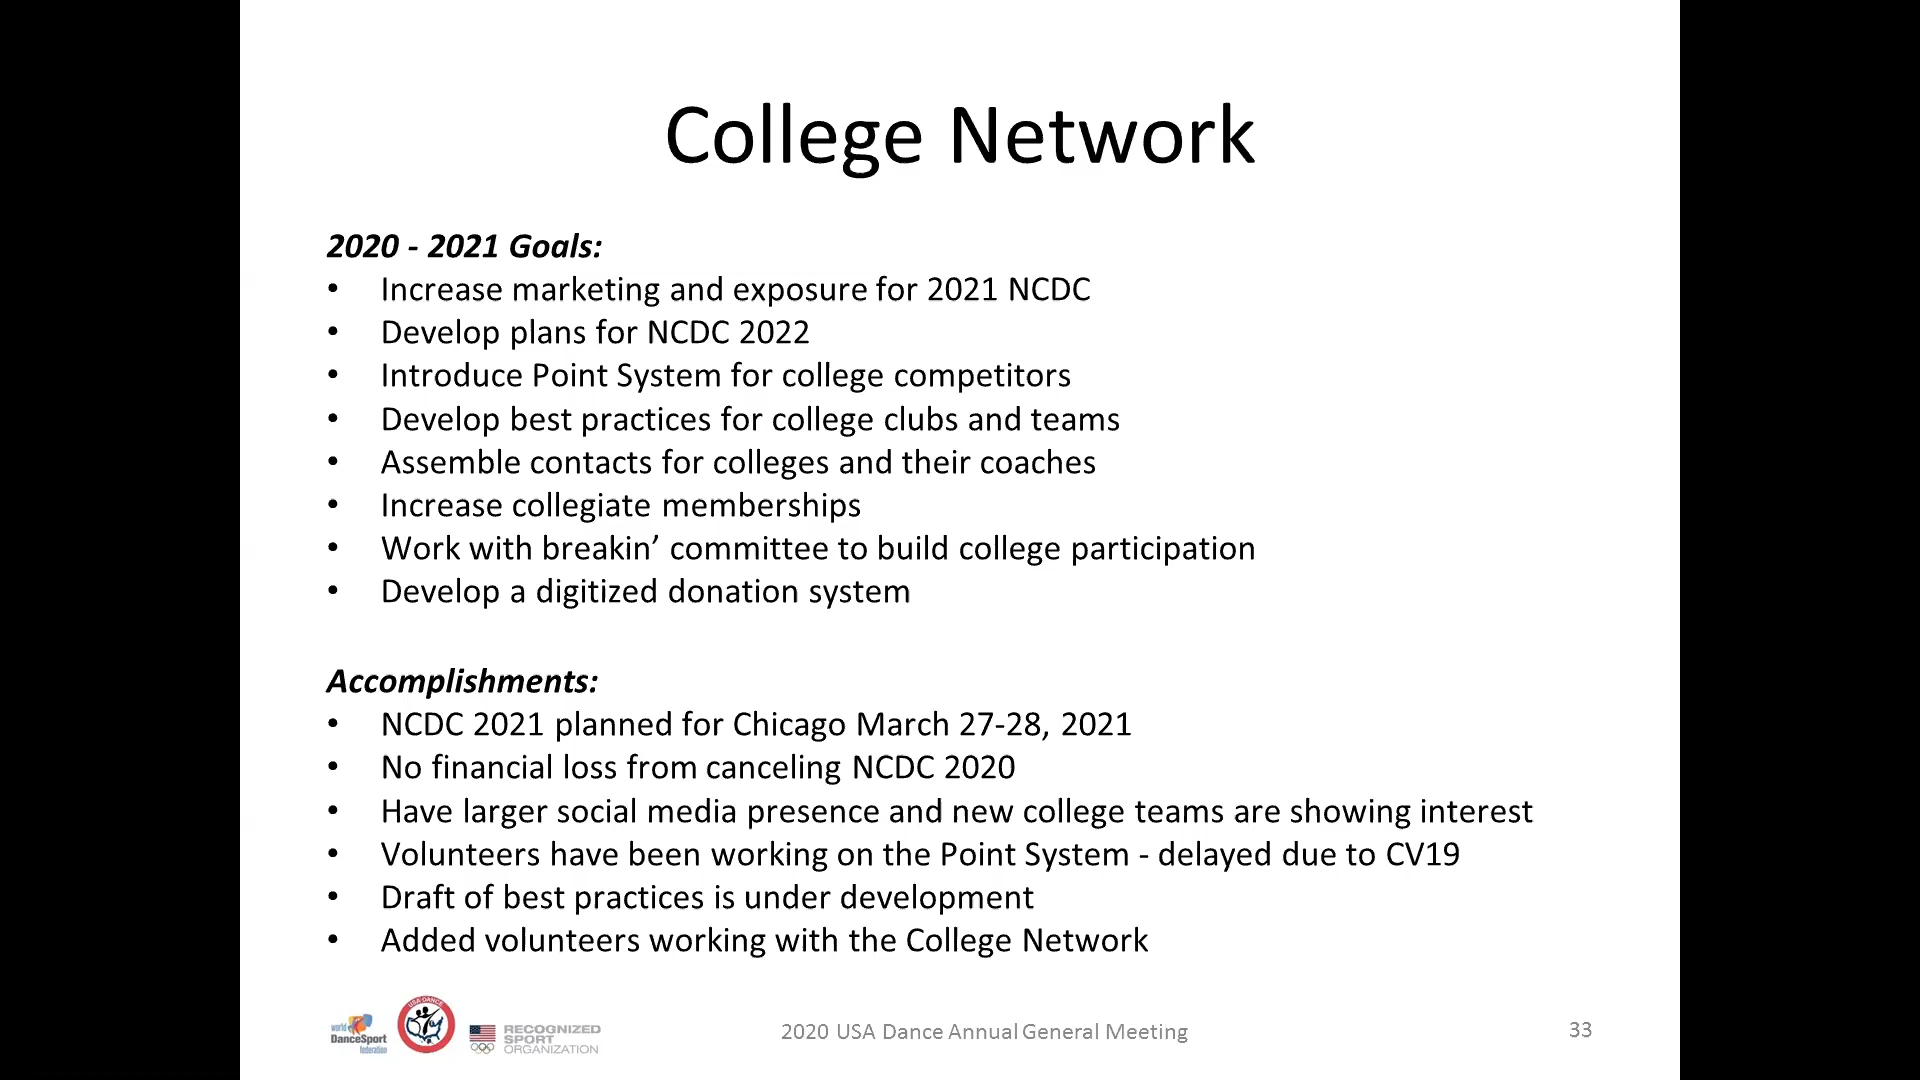 College Network
2020 - 2021 Goals:
• Increase marketing and exposure for 2021 NCDC
• Develop plans for NCDC 2022
• Introduce Point System for college competitors
• Develop best practices for college clubs and teams
• Assemble contacts for colleges and their coaches
• Increase collegiate memberships
• Work with breakin’ committee to build college participation
• Develop a digitized donation system
Accomplishments:
• NCDC 2021 planned for Chicago March 27-28, 2021
• No financial loss from canceling NCDC 2020
• Have larger social media presence and new college teams are showing interest
• Volunteers have been working on the Point System - delayed due to CV19
• Draft of best practices is under development
• Added volunteers working with the College Network
world
DanceSport
federation
USA DANCE
RECOGNIZED
SPORT
ORGANIZATION
2020 USA Dance Annual General Meeting
33